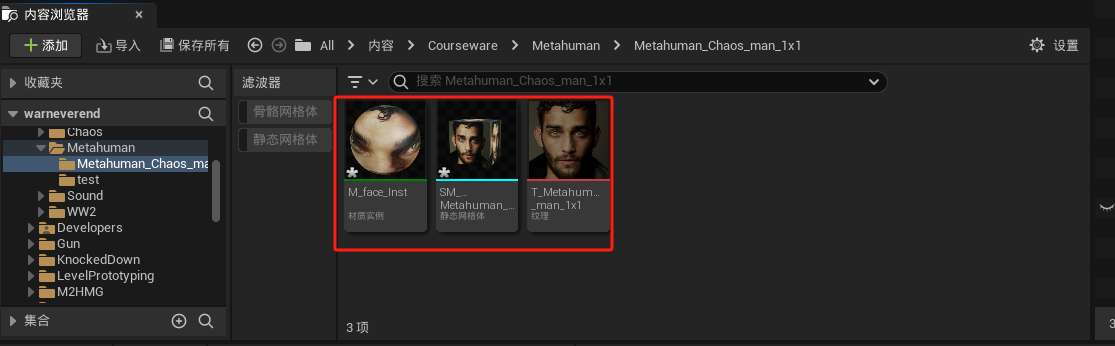 内容浏览器 ×
添加 导入 保存所有 All 内容 Courseware Metahuman Metahuman_Chaos_man_1x1 设置
收藏夹
warneverend
Chaos
Metahuman
Metahuman_Chaos_ma
test
Sound
WW2
Developers
Gun
KnockedDown
LevelPrototyping
M2HMG
集合
滤波器
骨骼网格体
静态网格体
搜索 Metahuman_Chaos_man_1x1
M_face_Inst
材质实例
SM_...
Metahuman_...
静态网格体
T_Metahum...
_man_1x1
纹理
3 项
3